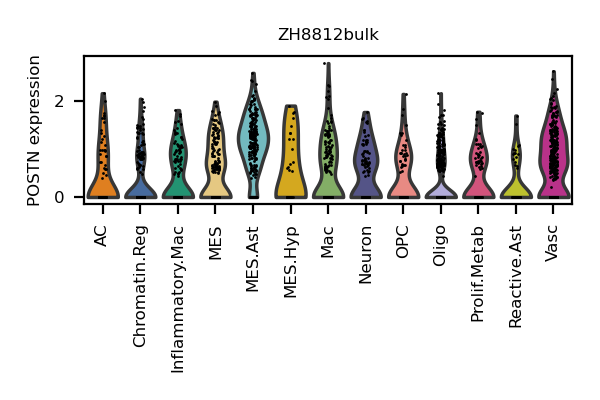 ZH8812bulk
POSTN expression
2
0
AC
Chromatin.Reg
Inflammatory.Mac
MES
MES.Ast
MES.Hyp
Mac
Neuron
OPC
Oligo
Prolif.Metab
Reactive.Ast
Vasc